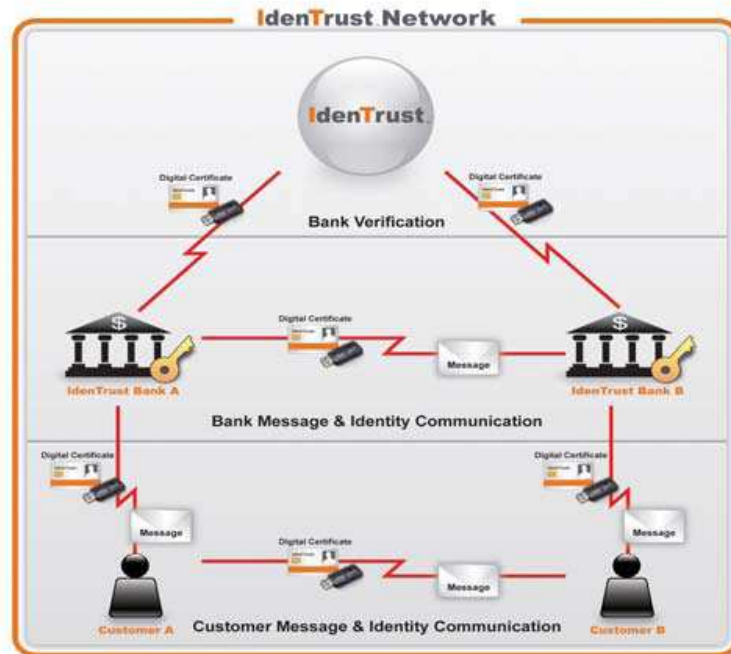 IdenTrust Network
IdenTrust
Digital Certificate
Digital Certificate
Bank Verification
$
$
Digital Certificate
Message
IdenTrust Bank A
IdenTrust Bank B
Bank Message & Identity Communication
Digital Certificate
Digital Certificate
Message
Message
Digital Certificate
Message
Customer A
Customer Message & Identity Communication
Customer B